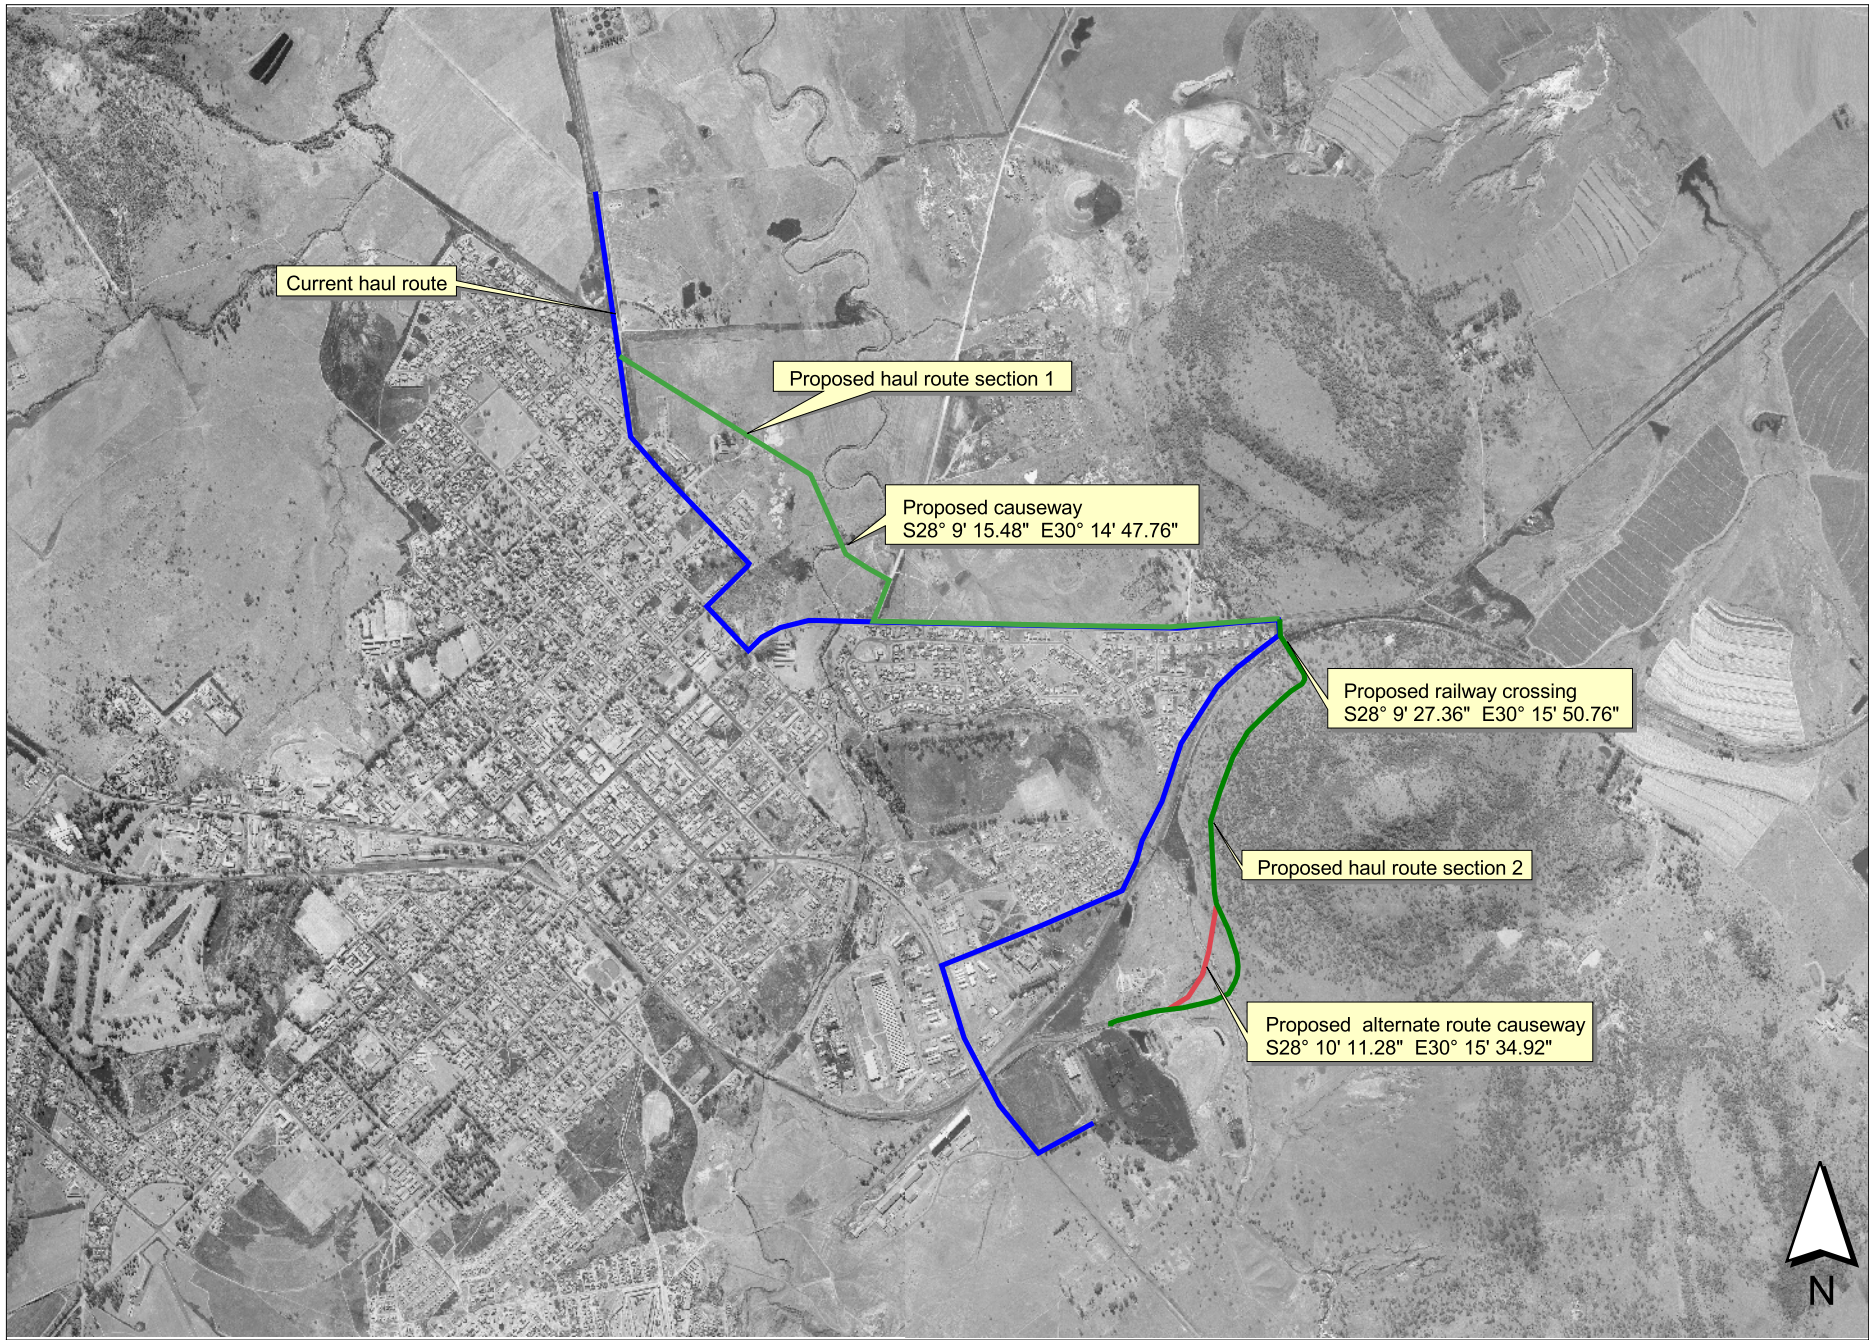 Current haul route
Proposed haul route section 1
Proposed causeway
S28° 9' 15.48" E30° 14' 47.76"
Proposed railway crossing
S28° 9' 27.36" E30° 15' 50.76"
Proposed haul route section 2
Proposed alternate route causeway
S28° 10' 11.28" E30° 15' 34.92"
N